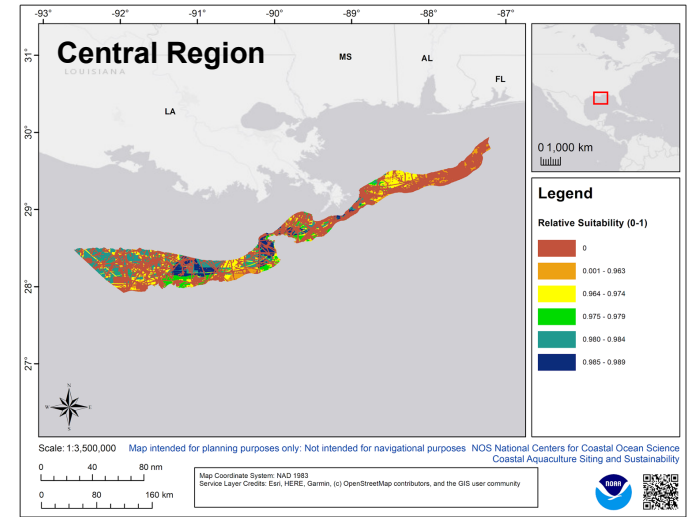 -93° -92° -91° -90° -89° -88° -87°
Central Region
31°
30°
29°
28°
27°
LOUISIANA
MS
AL
FL
LA
N
W
E
S
0 1,000 km
Legend
Relative Suitability (0-1)
0
0.001 - 0.963
0.964 - 0.974
0.975 - 0.979
0.980 - 0.984
0.985 - 0.989
Scale: 1:3,500,000 Map intended for planning purposes only: Not intended for navigational purposes NOS National Centers for Coastal Ocean Science
Coastal Aquaculture Siting and Sustainability
0 40 80 nm
0 80 160 km
Map Coordinate System: NAD 1983
Service Layer Credits: Esri, HERE, Garmin, (c) OpenStreetMap contributors, and the GIS user community
NOAA